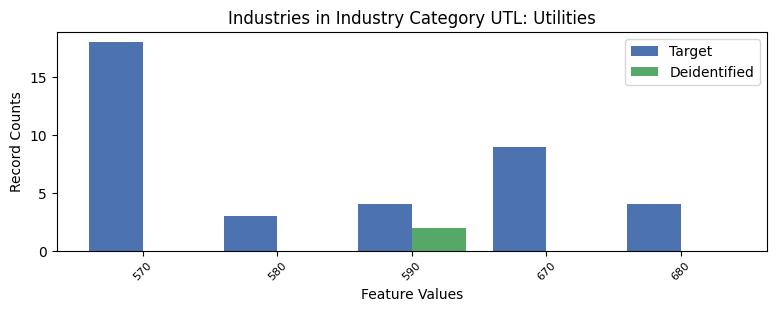 Industries in Industry Category UTL: Utilities
Target
Deidentified
Record Counts
15
10
5
0
570
580
590
670
680
Feature Values